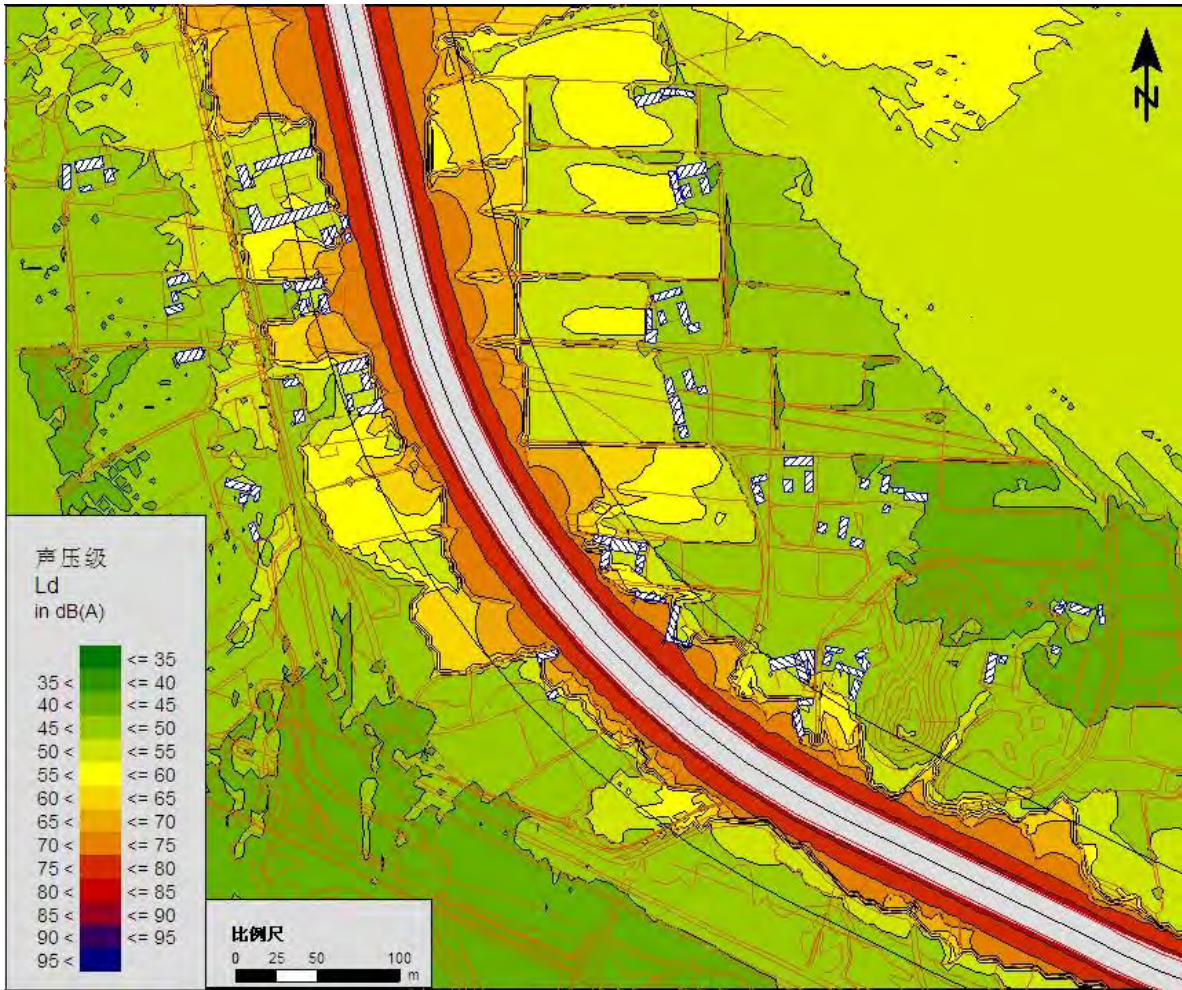 N
声压级
Ld
in dB(A)
<= 35
35 < <= 40
40 < <= 45
45 < <= 50
50 < <= 55
55 < <= 60
60 < <= 65
65 < <= 70
70 < <= 75
75 < <= 80
80 < <= 85
85 < <= 90
90 < <= 95
95 <
比例尺
0 25 50 100
m